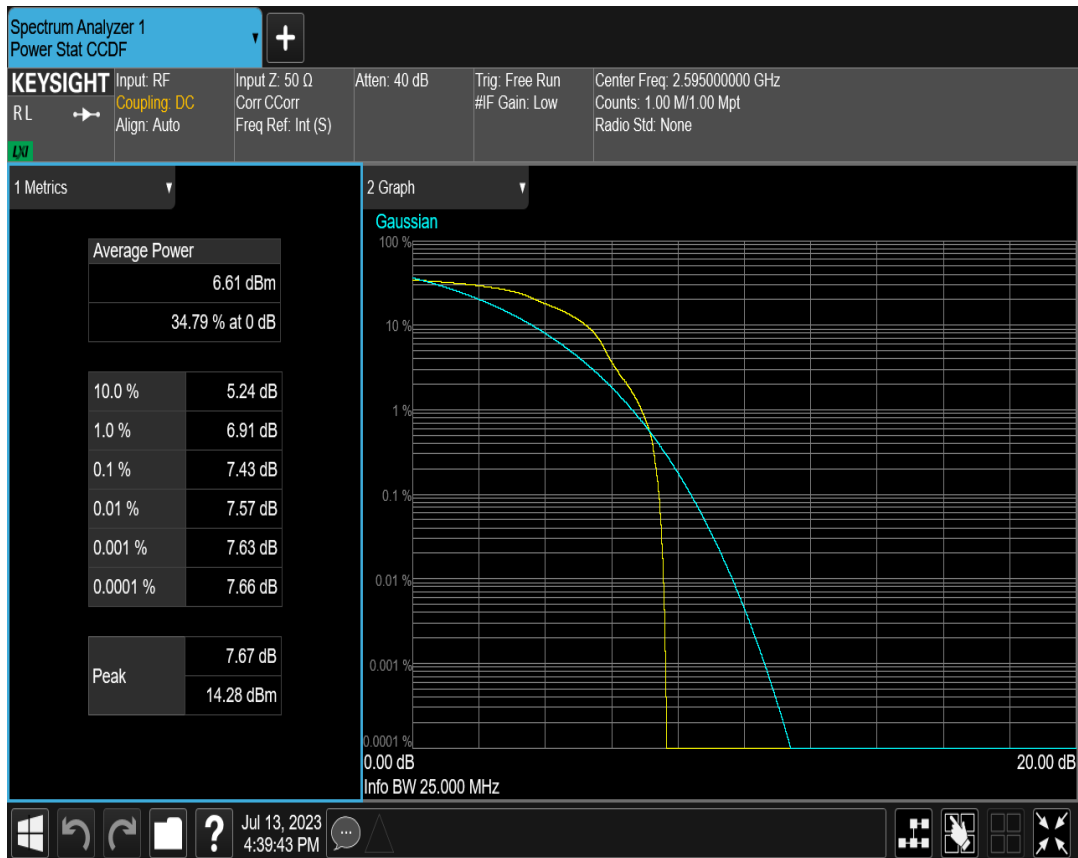 Spectrum Analyzer 1
Power Stat CCDF
+
KEYSIGHT
RL
LXI
Input: RF
Coupling: DC
Align: Auto
Input Z: 50 Ω
Corr CCorr
Freq Ref: Int (S)
Atten: 40 dB
Trig: Free Run
#IF Gain: Low
Center Freq: 2.595000000 GHz
Counts: 1.00 M/1.00 Mpt
Radio Std: None
1 Metrics
Average Power
6.61 dBm
34.79 % at 0 dB
10.0 % 5.24 dB
1.0 % 6.91 dB
0.1 % 7.43 dB
0.01 % 7.57 dB
0.001 % 7.63 dB
0.0001 % 7.66 dB
Peak
7.67 dB
14.28 dBm
2 Graph
Gaussian
100 %
10 %
1 %
0.1 %
0.01 %
0.001 %
0.0001 %
0.00 dB 20.00 dB
Info BW 25.000 MHz
?
Jul 13, 2023
4:39:43 PM